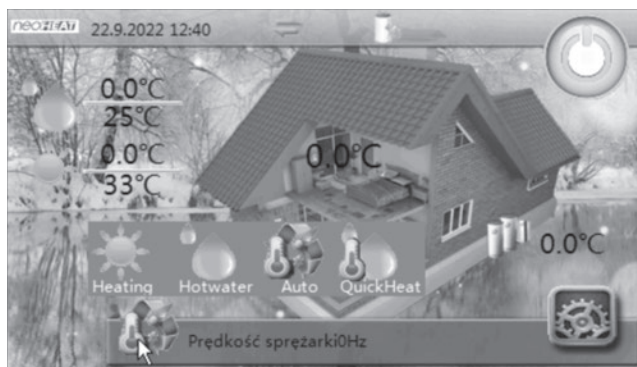 neoHEAT 22.9.2022 12:40
0.0°C
25°C
0.0°C
0.0°C
33°C
0.0°C
Heating Hotwater Auto QuickHeat
Prędkość sprężarki0Hz